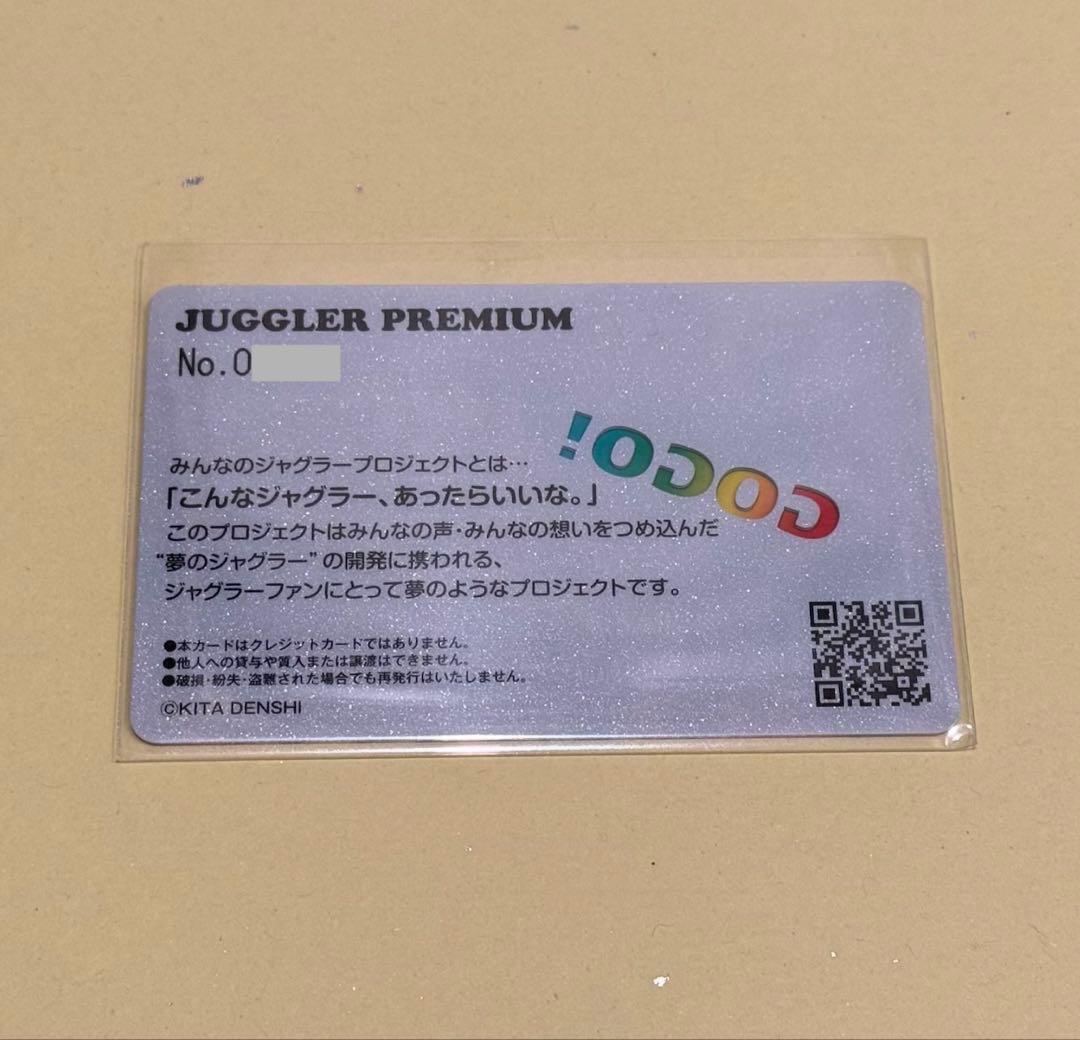 JUGGLER PREMIUM
No.0
GOGO!
みんなのジャグラープロジェクトとは…
「こんなジャグラー、あったらいいな。」
このプロジェクトはみんなの声・みんなの想いをつめ込んだ
“夢のジャグラー”の開発に携われる、
ジャグラーファンにとって夢のようなプロジェクトです。
●本カードはクレジットカードではありません。
●他人への貸与や質入または譲渡はできません。
●破損・紛失・盗難された場合でも再発行はいたしません。
©KITA DENSHI